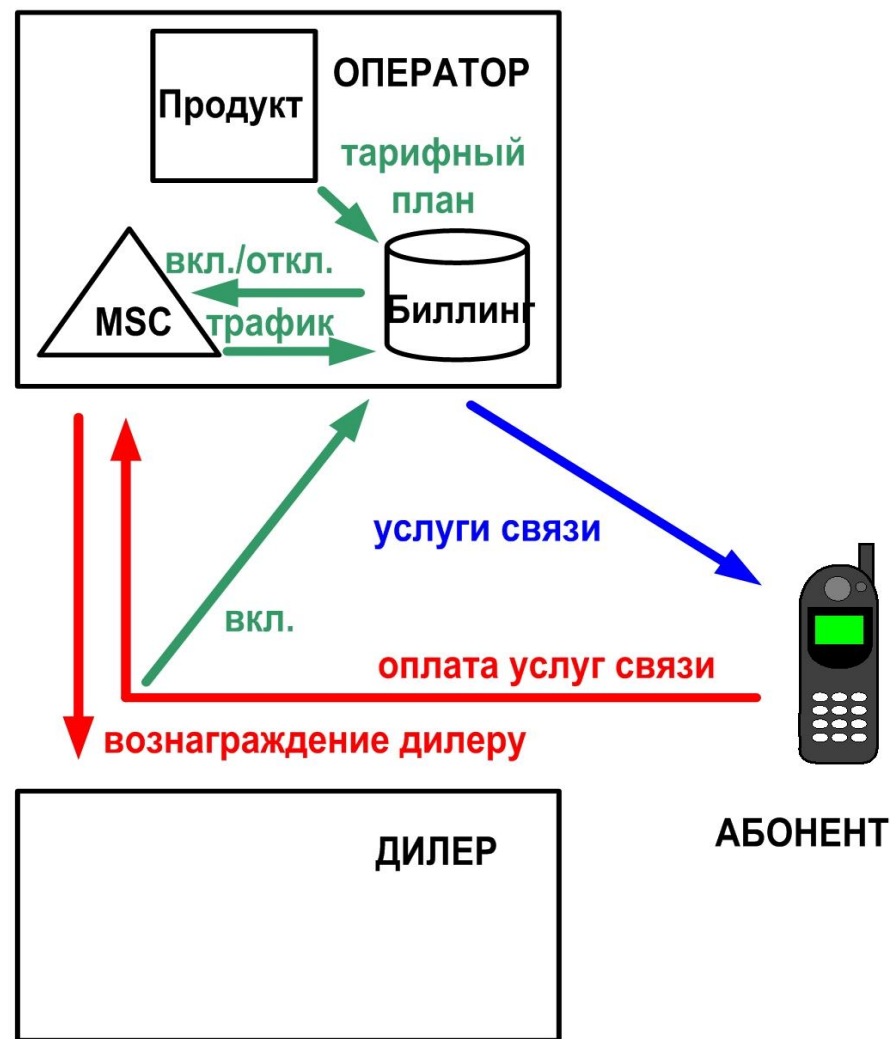 ОПЕРАТОР
Продукт
тарифный
план
вкл./откл.
Биллинг
MSC
трафик
услуги связи
вкл.
оплата услуг связи
вознаграждение дилеру
АБОНЕНТ
ДИЛЕР